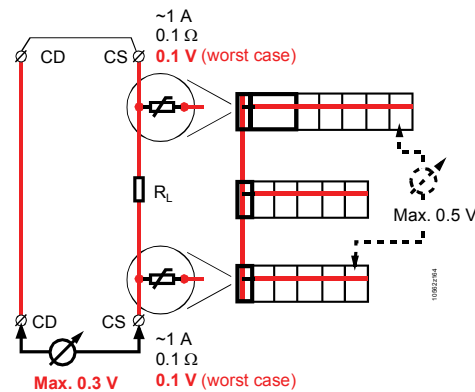 ~1 A
0.1 Ω
0.1 V (worst case)
CD CS
RL
Max. 0.5 V
10562z164
CD CS
~1 A
0.1 Ω
Max. 0.3 V
0.1 V (worst case)